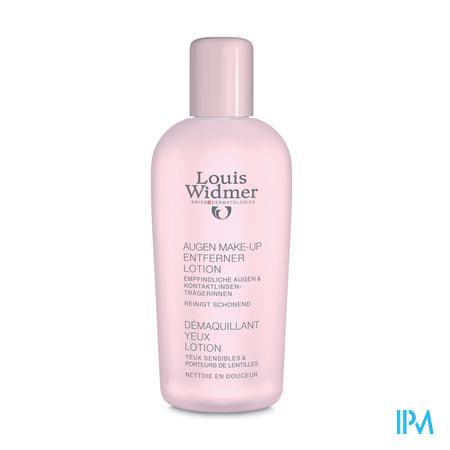 Louis
Widmer
SWISS DERMATOLOGICA
AUGEN MAKE-UP
ENTFERNER
LOTION
EMPFINDLICHE AUGEN &
KONTAKTLINSEN-
TRÄGERINNEN
REINIGT SCHONEND
DÉMAQUILLANT
YEUX
LOTION
YEUX SENSIBLES &
PORTEURS DE LENTILLES
NETTOIE EN DOUCEUR
IPM